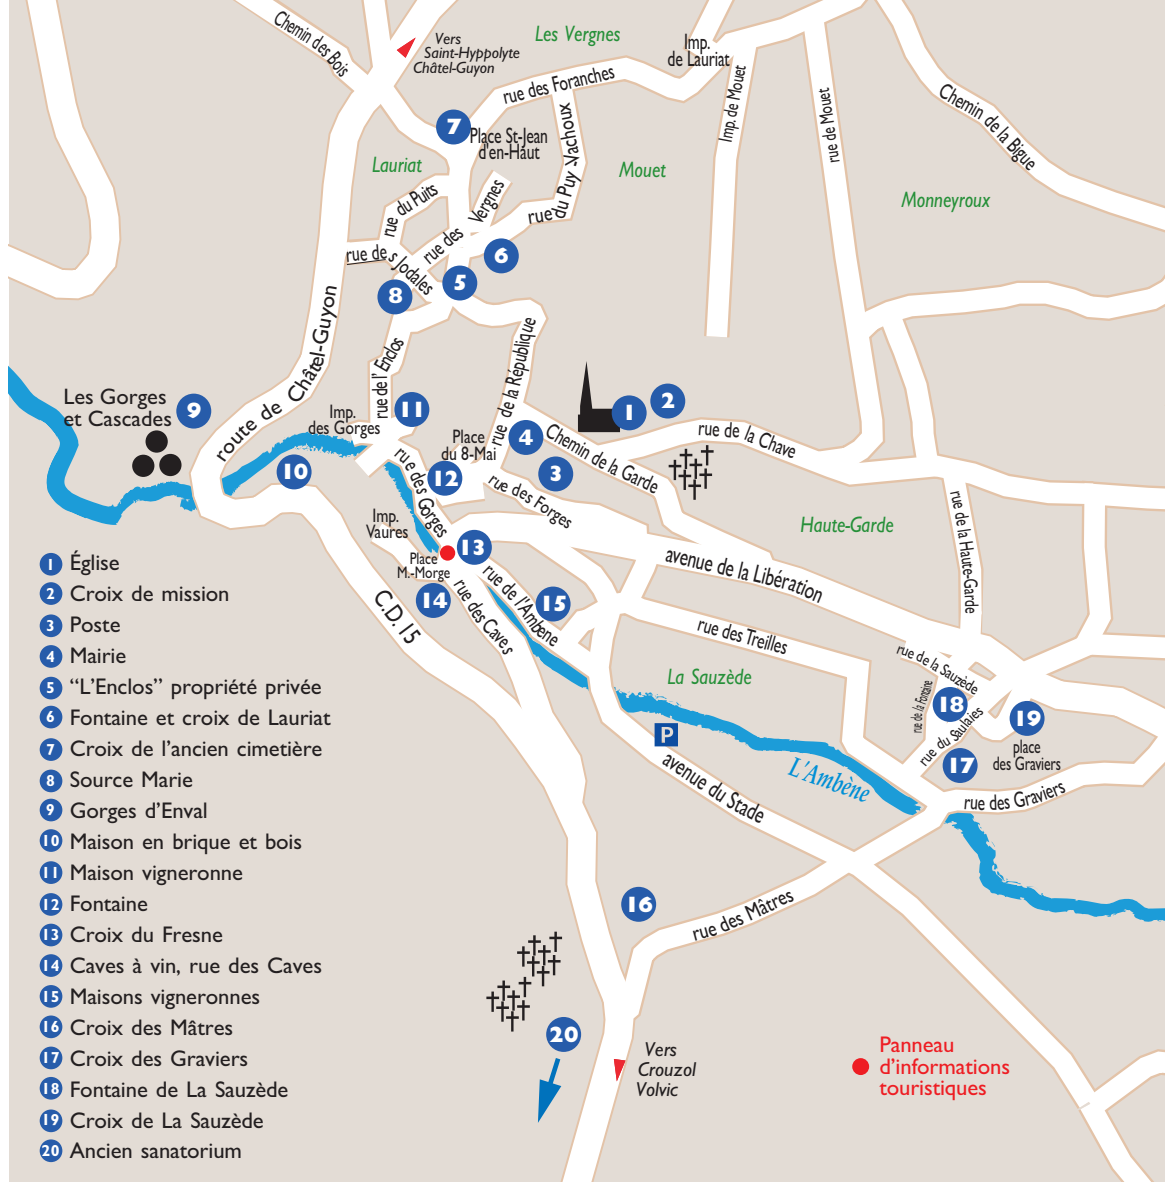 Chemin des Bois
Vers
Saint-Hyppolyte
Châtel-Guyon
Les Vergnes
Imp.
de Lauriat
rue des Foranches
Imp. de Mouet
rue de Mouet
Chemin de la Bigue
7
Place St-Jean
d'en-Haut
Lauriat
Mouet
Monneyroux
rue du Puits
Vergnes
rue des
rue du Puy-Vachoux
rue des Jodales
6
5
8
route de Châtel-Guyon
rue de l'Enclos
rue de la République
Les Gorges
et Cascades
9
Imp.
des Gorges
11
Place
du 8-Mai
4
1
2
Chemin de la Garde
rue de la Chave
10
12
3
rue des Gorges
rue des Forges
Haute-Garde
rue de la Haute-Garde
Imp.
Vaures
Place
M.-Morge
13
14
15
avenue de la Libération
rue de l'Ambène
rue des Caves
C.D. 15
rue des Treilles
La Sauzède
rue de la Sauzède
rue de la Fontaine
18
19
rue du Saulaies
place
des Graviers
17
P
L'Ambène
avenue du Stade
rue des Graviers
16
rue des Mâtres
20
Vers
Crouzol
Volvic
Panneau
d'informations
touristiques
1 Église
2 Croix de mission
3 Poste
4 Mairie
5 “L’Enclos” propriété privée
6 Fontaine et croix de Lauriat
7 Croix de l’ancien cimetière
8 Source Marie
9 Gorges d’Enval
10 Maison en brique et bois
11 Maison vigneronne
12 Fontaine
13 Croix du Fresne
14 Caves à vin, rue des Caves
15 Maisons vigneronnes
16 Croix des Mâtres
17 Croix des Graviers
18 Fontaine de La Sauzède
19 Croix de La Sauzède
20 Ancien sanatorium